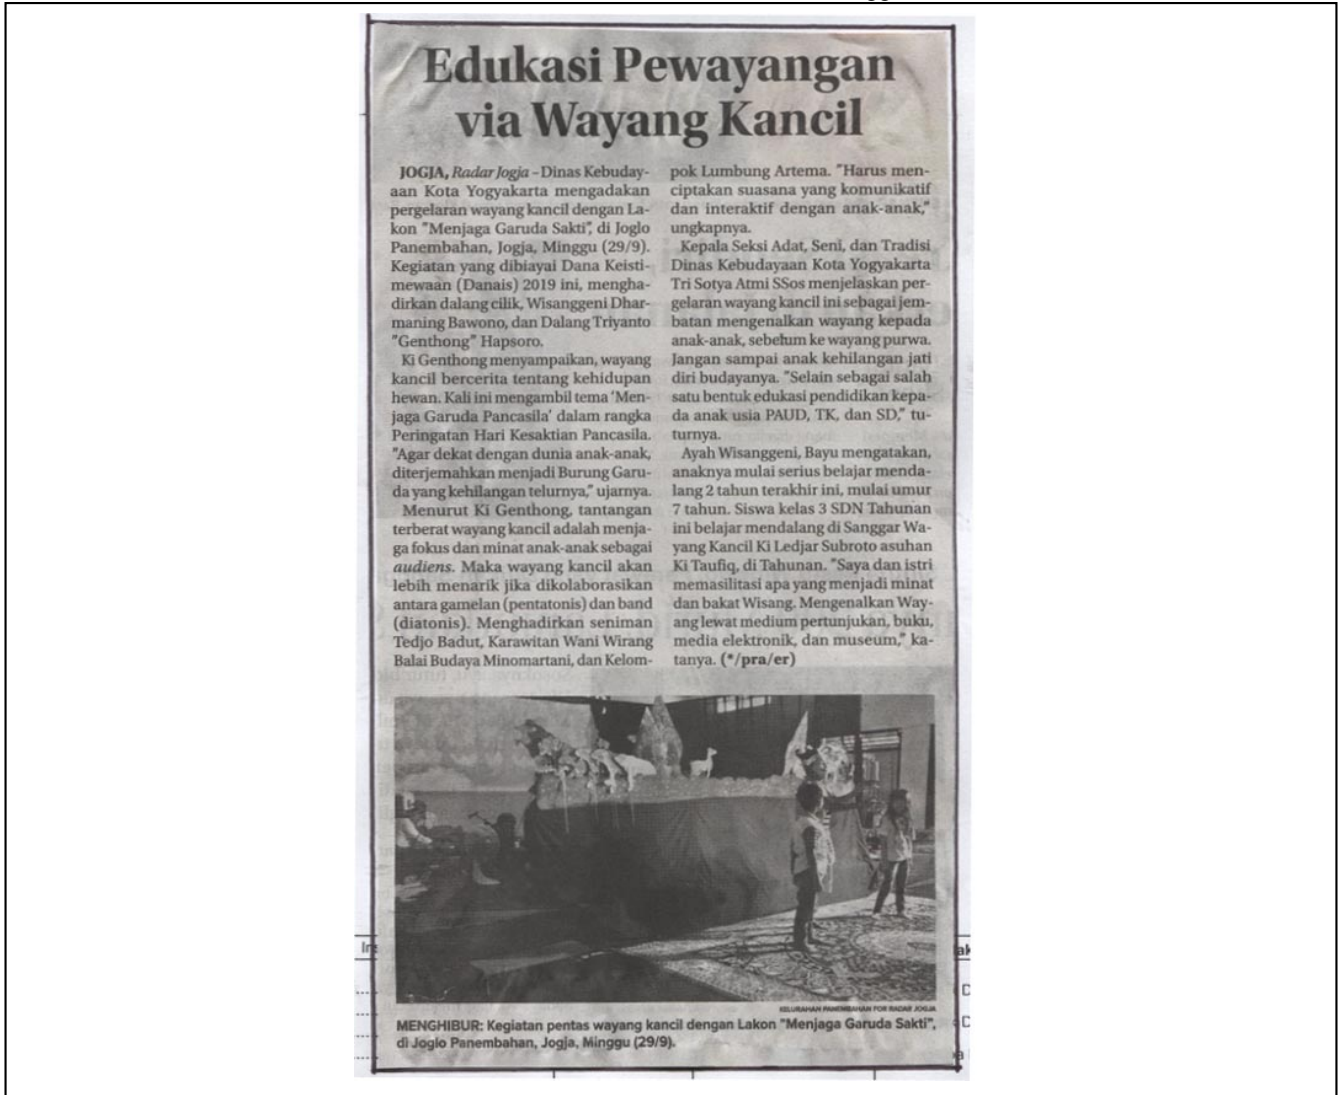 Edukasi Pewayangan
via Wayang Kancil
JOGJA, Radar Jogja – Dinas Kebuday-
aan Kota Yogyakarta mengadakan
pergelaran wayang kancil dengan La-
kon "Menjaga Garuda Sakti", di Joglo
Panembahan, Jogja, Minggu (29/9).
Kegiatan yang dibiayai Dana Keisti-
mewaan (Danais) 2019 ini, mengha-
dirkan dalang cilik, Wisanggeni Dhar-
maning Bawono, dan Dalang Triyanto
"Genthong" Hapsoro.
Ki Genthong menyampaikan, wayang
kancil bercerita tentang kehidupan
hewan. Kali ini mengambil tema 'Men-
jaga Garuda Pancasila' dalam rangka
Peringatan Hari Kesaktian Pancasila.
"Agar dekat dengan dunia anak-anak,
diterjemahkan menjadi Burung Garu-
da yang kehilangan telurnya," ujarnya.
Menurut Ki Genthong, tantangan
terberat wayang kancil adalah menja-
ga fokus dan minat anak-anak sebagai
audiens. Maka wayang kancil akan
lebih menarik jika dikolaborasikan
antara gamelan (pentatonis) dan band
(diatonis). Menghadirkan seniman
Tedjo Badut, Karawitan Wani Wirang
Balai Budaya Minomartani, dan Kelom-
pok Lumbung Artema. "Harus men-
ciptakan suasana yang komunikatif
dan interaktif dengan anak-anak,"
ungkapnya.
Kepala Seksi Adat, Seni, dan Tradisi
Dinas Kebudayaan Kota Yogyakarta
Tri Sotya Atmi SSos menjelaskan per-
gelaran wayang kancil ini sebagai jem-
batan mengenalkan wayang kepada
anak-anak, sebelum ke wayang purwa.
Jangan sampai anak kehilangan jati
diri budayanya. "Selain sebagai salah
satu bentuk edukasi pendidikan kepa-
da anak usia PAUD, TK, dan SD," tu-
turnya.
Ayah Wisanggeni, Bayu mengatakan,
anaknya mulai serius belajar menda-
lang 2 tahun terakhir ini, mulai umur
7 tahun. Siswa kelas 3 SDN Tahunan
ini belajar mendalang di Sanggar Wa-
yang Kancil Ki Ledjar Subroto asuhan
Ki Taufiq, di Tahunan. "Saya dan istri
memasilitasi apa yang menjadi minat
dan bakat Wisang. Mengenalkan Way-
ang lewat medium pertunjukan, buku,
media elektronik, dan museum," ka-
tanya. (*/pra/er)
KELURAHAN PANEMBAHAN FOR RADAR JOGJA
MENGHIBUR: Kegiatan pentas wayang kancil dengan Lakon "Menjaga Garuda Sakti",
di Joglo Panembahan, Jogja, Minggu (29/9).